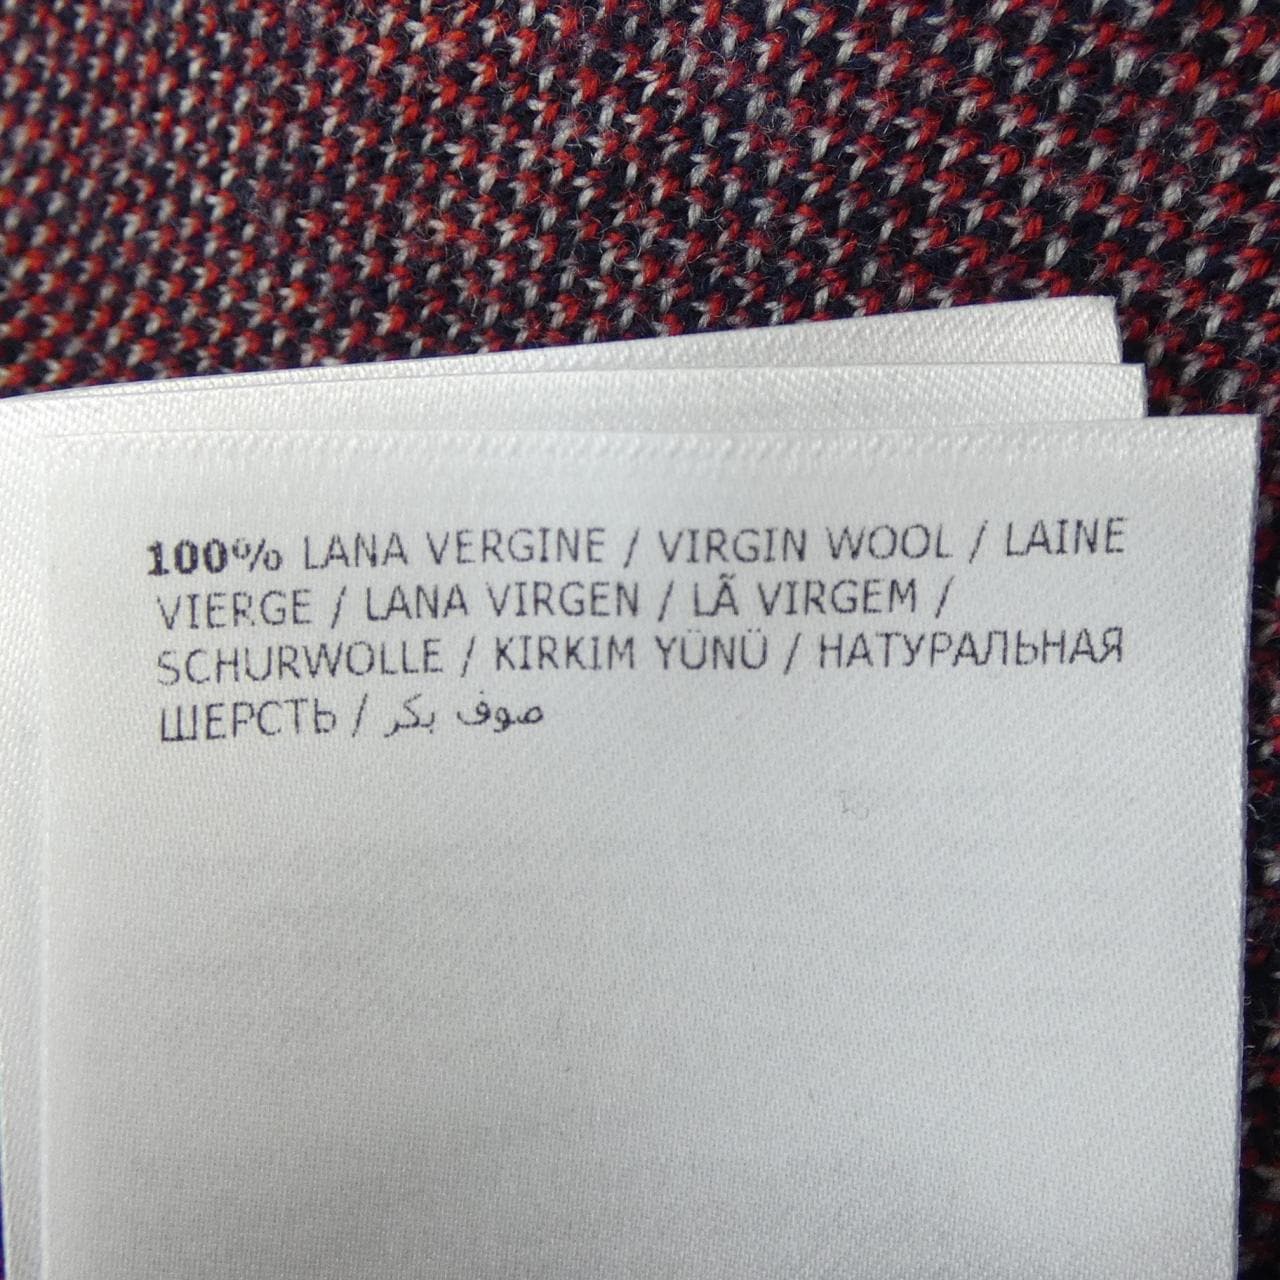 100% LANA VERGINE / VIRGIN WOOL / LAINE
VIERGE / LANA VIRGEN / LÃ VIRGEM /
SCHURWOLLE / KIRKIM YÜNÜ / НАТУРАЛЬНАЯ
ШЕРСТЬ / صوف بكر